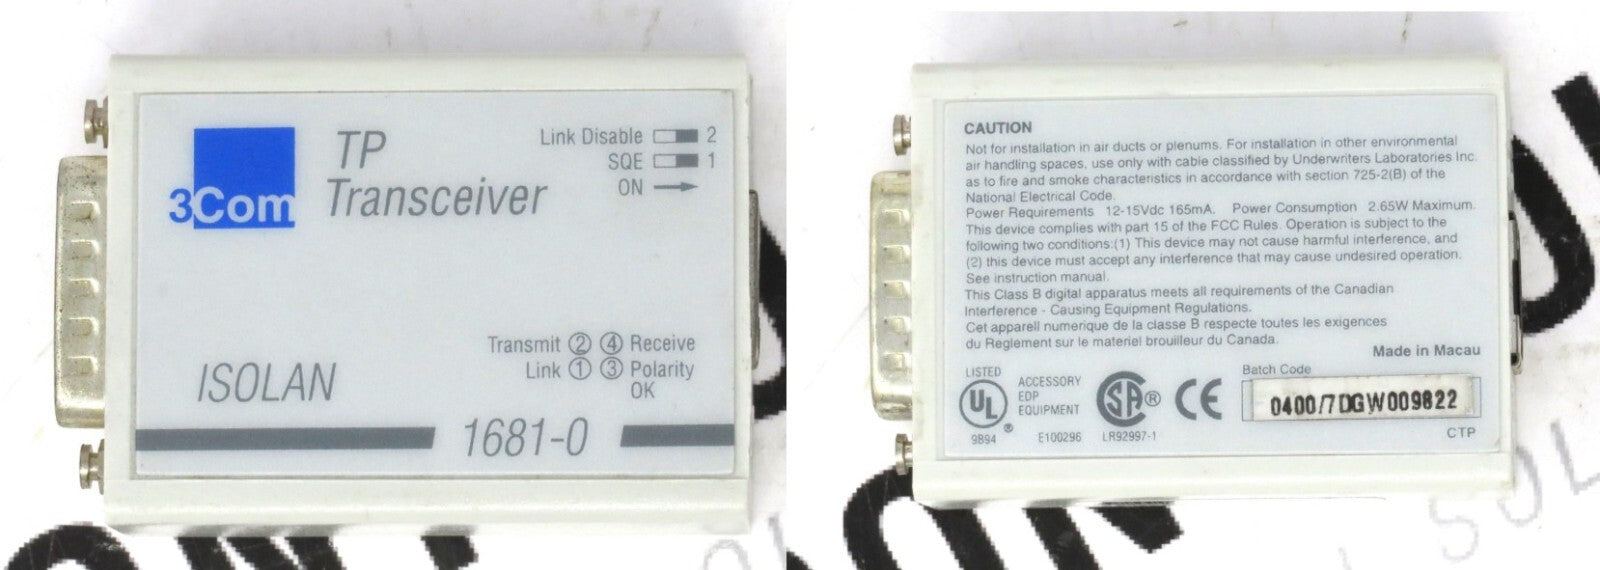 3Com
TP
Transceiver
Link Disable 2
SQE 1
ON
Transmit 2 4 Receive
Link 1 3 Polarity
OK
ISOLAN
1681-0
CAUTION
Not for installation in air ducts or plenums. For installation in other environmental
air handling spaces, use only with cable classified by Underwriters Laboratories Inc.
as to fire and smoke characteristics in accordance with section 725-2(B) of the
National Electrical Code.
Power Requirements 12-15Vdc 165mA. Power Consumption 2.65W Maximum.
This device complies with part 15 of the FCC Rules. Operation is subject to the
following two conditions:(1) This device may not cause harmful interference, and
(2) this device must accept any interference that may cause undesired operation.
See instruction manual.
This Class B digital apparatus meets all requirements of the Canadian
Interference - Causing Equipment Regulations.
Cet appareil numerique de la classe B respecte toutes les exigences
du Reglement sur le materiel brouilleur du Canada.
Made in Macau
LISTED
UL ®
9894
ACCESSORY
EDP
EQUIPMENT
E100296
SA ®
LR92997-1
CE
Batch Code
0400/7DGW009822
CTP